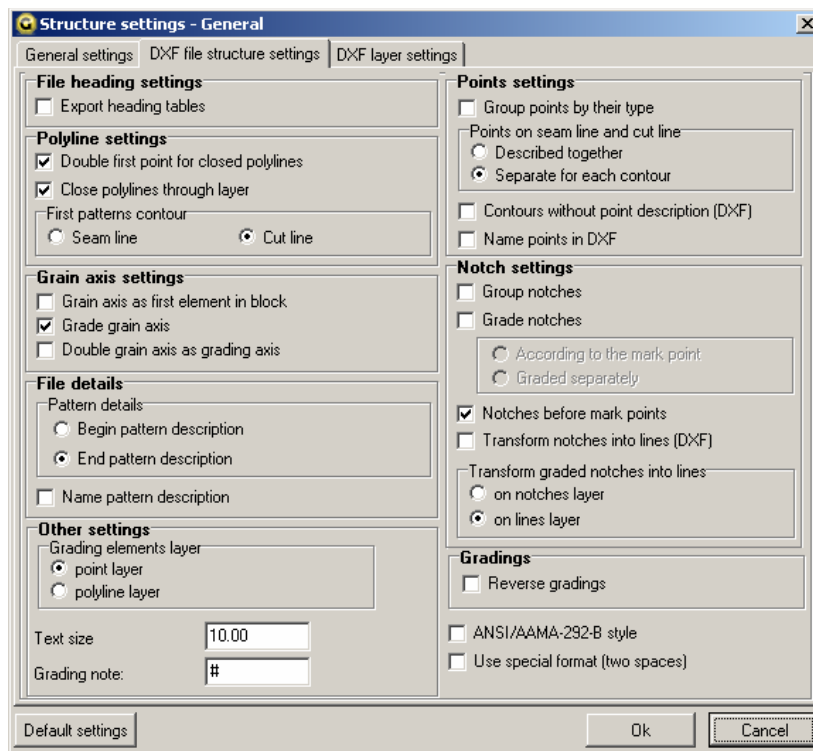 Structure settings - General
General settings
DXF file structure settings
DXF layer settings
File heading settings
Export heading tables
Polyline settings
Double first point for closed polylines
Close polylines through layer
First patterns contour
Seam line
Cut line
Grain axis settings
Grain axis as first element in block
Grade grain axis
Double grain axis as grading axis
File details
Pattern details
Begin pattern description
End pattern description
Name pattern description
Other settings
Grading elements layer
point layer
polyline layer
Text size
10.00
Grading note:
#
Points settings
Group points by their type
Points on seam line and cut line
Described together
Separate for each contour
Contours without point description (DXF)
Name points in DXF
Notch settings
Group notches
Grade notches
According to the mark point
Graded separately
Notches before mark points
Transform notches into lines (DXF)
Transform graded notches into lines
on notches layer
on lines layer
Gradings
Reverse gradings
ANSI/AAMA-292-B style
Use special format (two spaces)
Default settings
Ok
Cancel